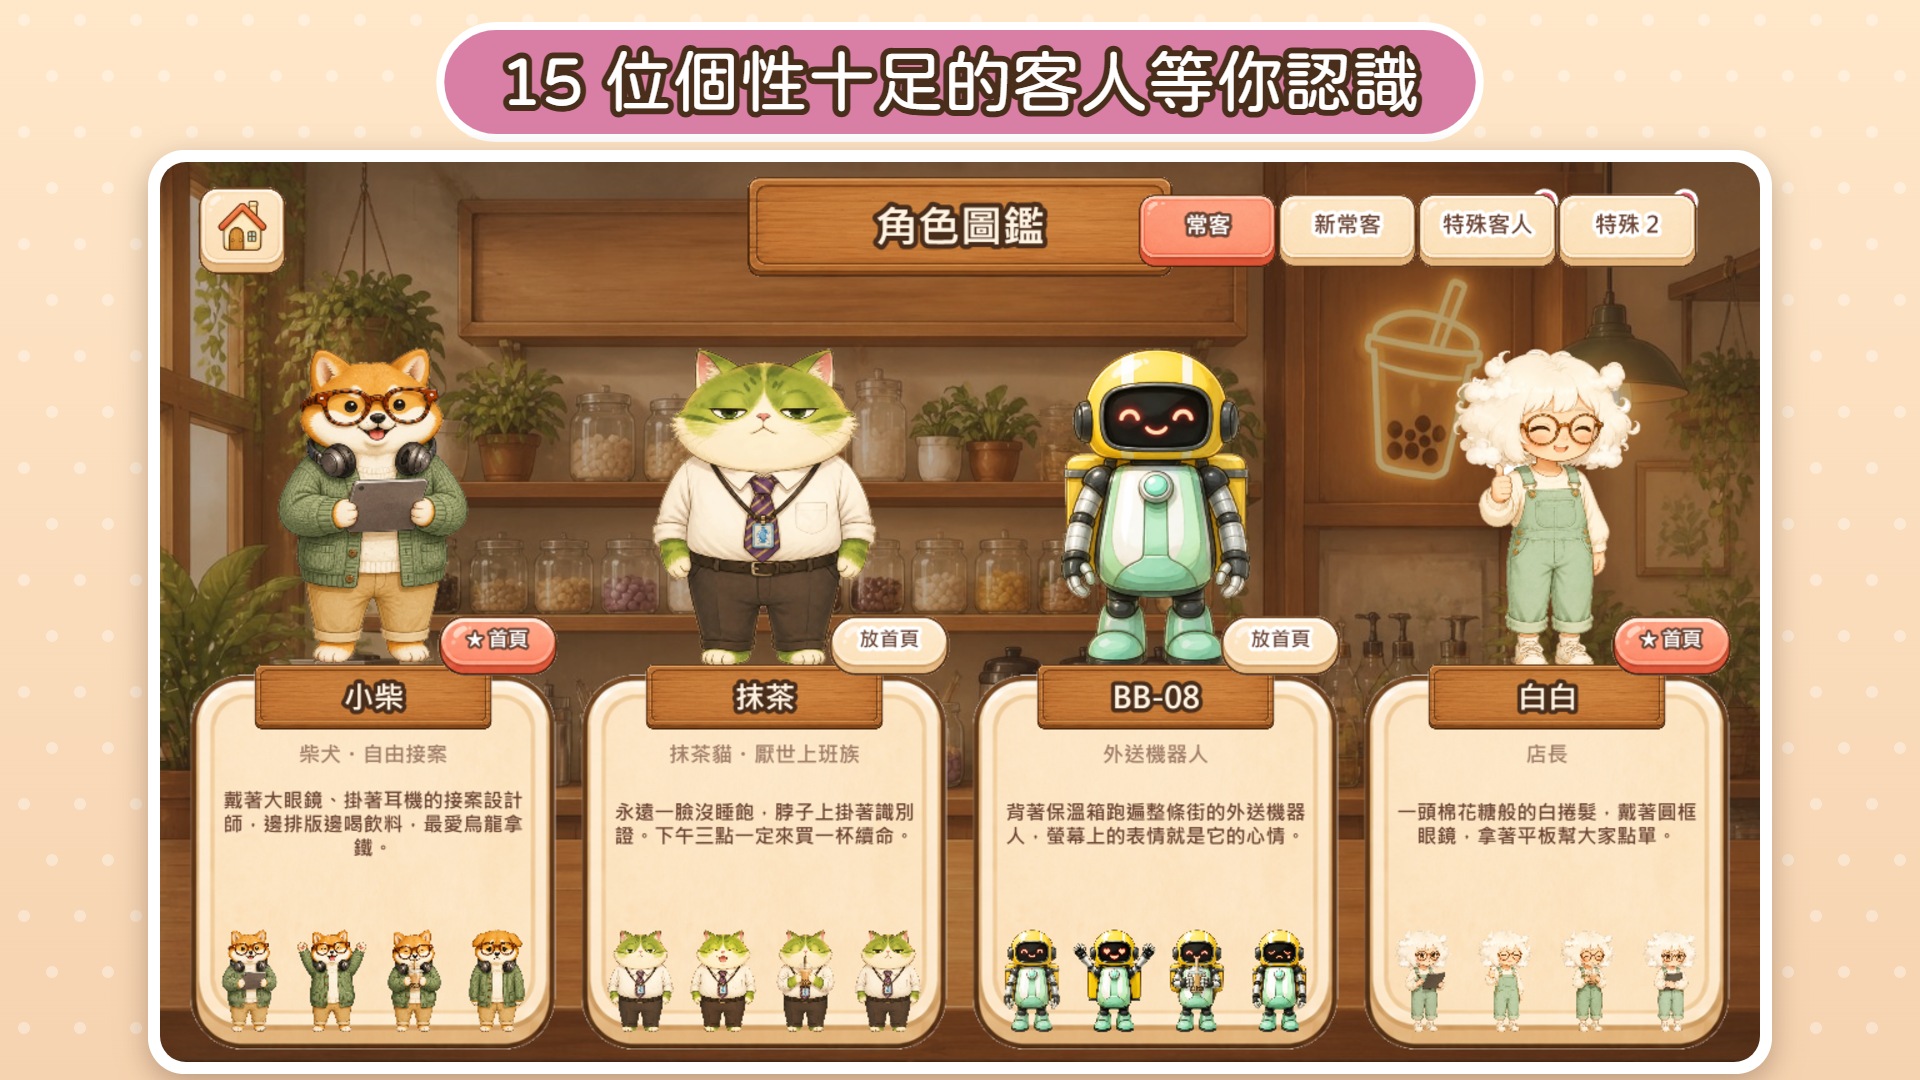 15 位個性十足的客人等你認識
角色圖鑑
常客
新常客
特殊客人
特殊 2
★ 首頁
放首頁
放首頁
★ 首頁
小柴
柴犬・自由接案
戴著大眼鏡、掛著耳機的接案設計
師，邊排版邊喝飲料，最愛烏龍拿
鐵。
抹茶
抹茶貓・厭世上班族
永遠一臉沒睡飽，脖子上掛著識別
證。下午三點一定來買一杯續命。
BB-08
外送機器人
背著保溫箱跑遍整條街的外送機器
人，螢幕上的表情就是它的心情。
白白
店長
一頭棉花糖般的白捲髮，戴著圓框
眼鏡，拿著平板幫大家點單。